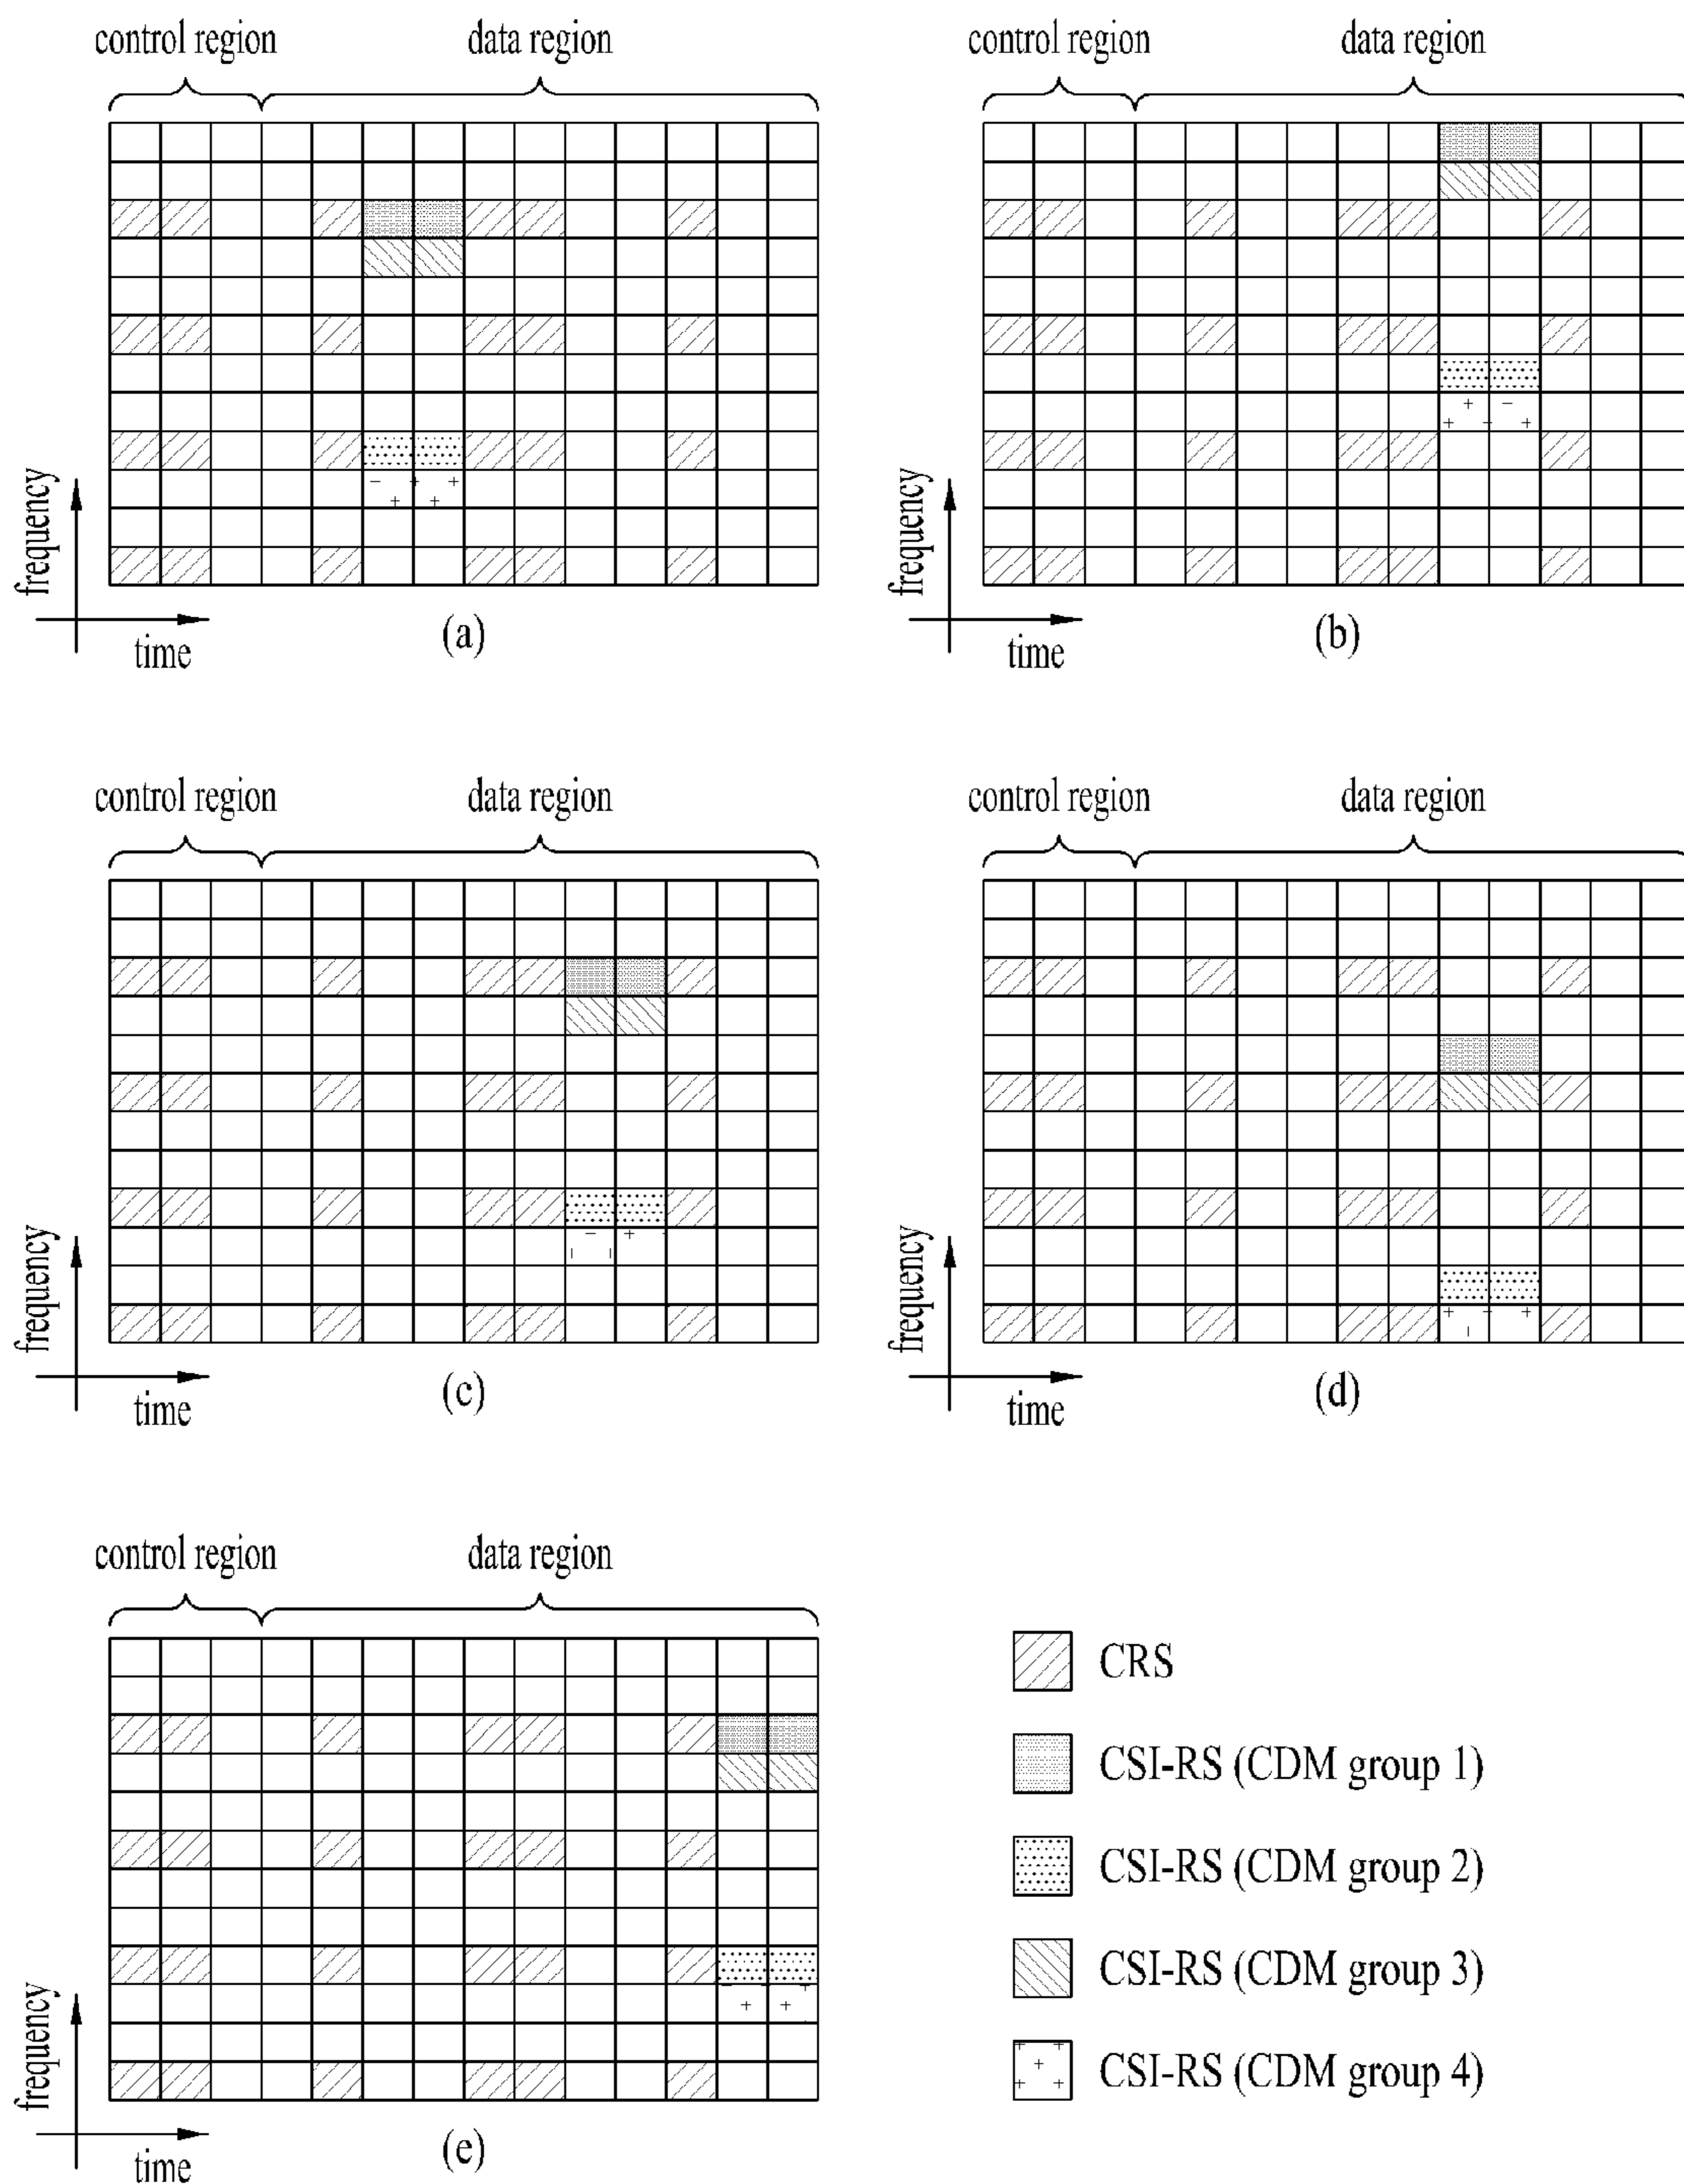 control region
data region
frequency
time
(a)
control region
data region
frequency
time
(b)
control region
data region
frequency
time
(c)
control region
data region
frequency
time
(d)
control region
data region
frequency
time
(e)
CRS
CSI-RS (CDM group 1)
CSI-RS (CDM group 2)
CSI-RS (CDM group 3)
CSI-RS (CDM group 4)